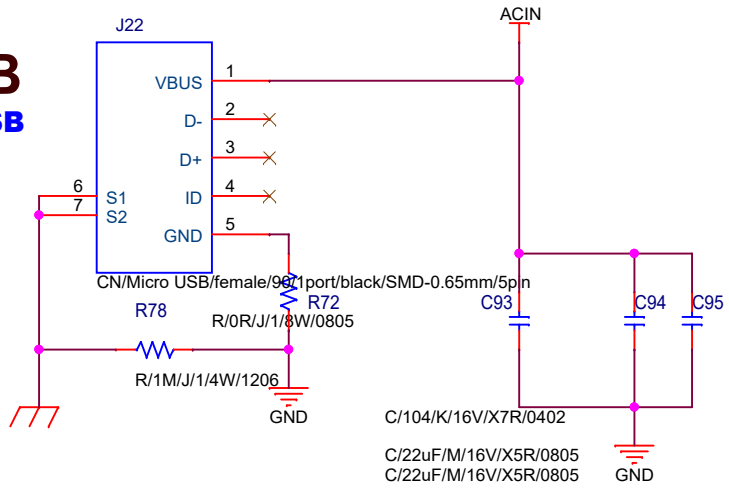 J22
ACIN
B
SB
VBUS 1
D- 2
D+ 3
ID 4
GND 5
6 S1
7 S2
CN/Micro USB/female/90/1port/black/SMD-0.65mm/5pin
R78
R72
R/0R/J/1/8W/0805
R/1M/J/1/4W/1206
GND
C93
C94
C95
C/104/K/16V/X7R/0402
C/22uF/M/16V/X5R/0805
C/22uF/M/16V/X5R/0805
GND